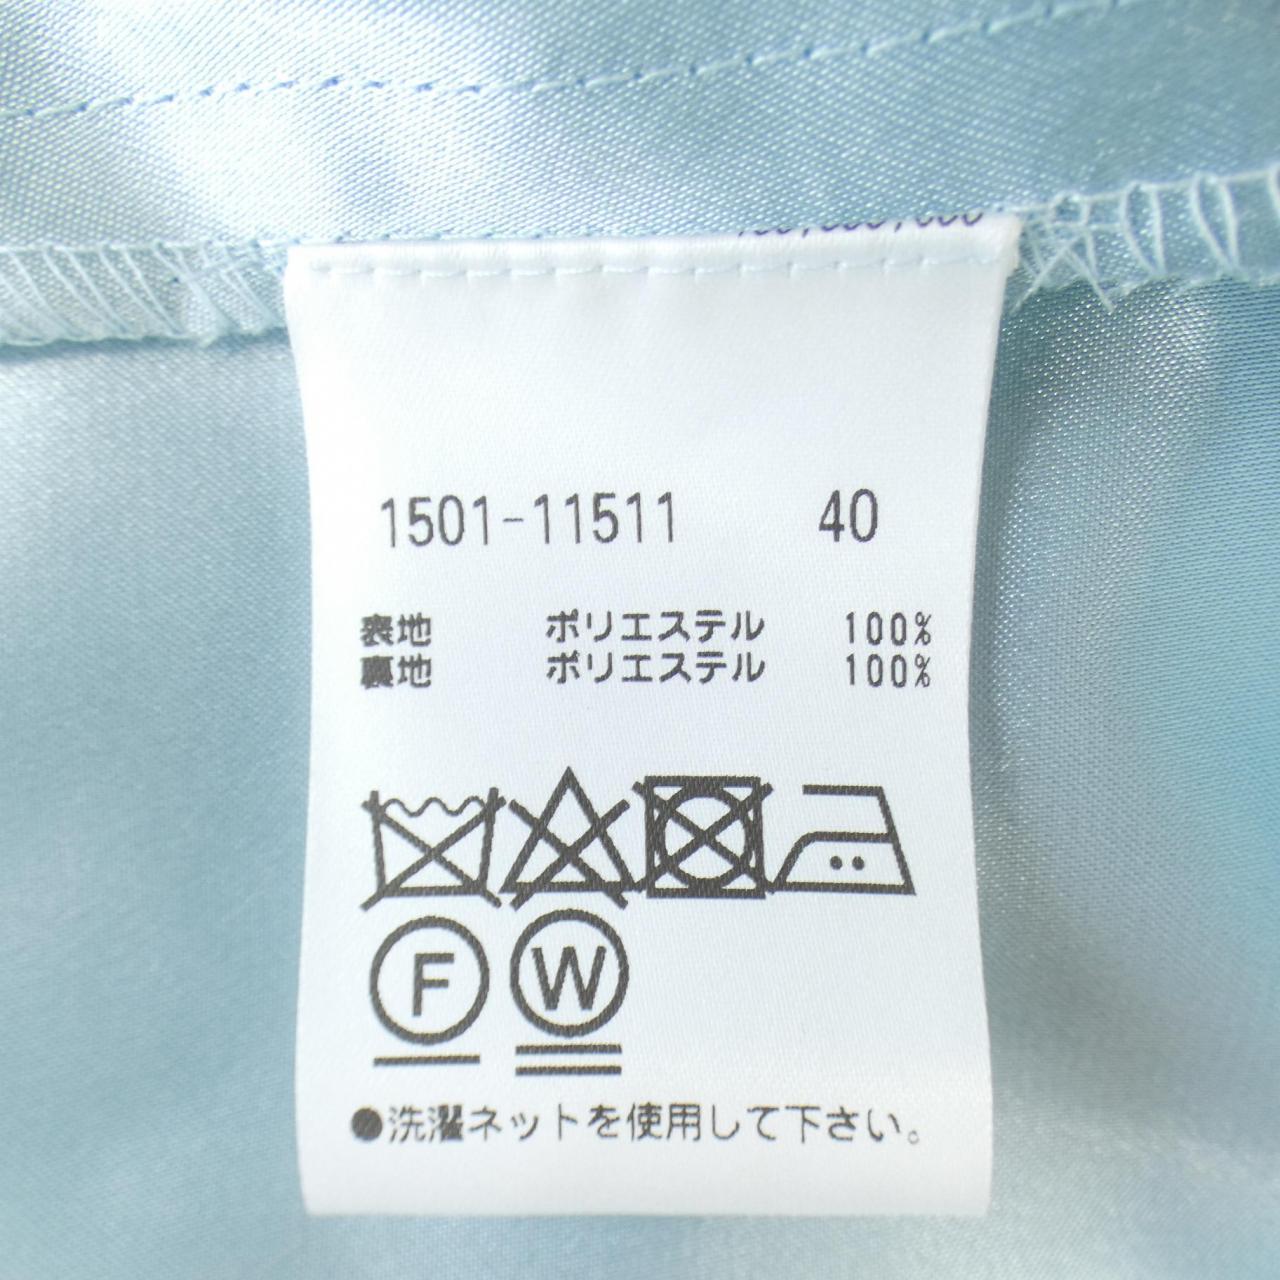 1501-11511 40
表地 ポリエステル 100%
裏地 ポリエステル 100%
F W
●洗濯ネットを使用して下さい。